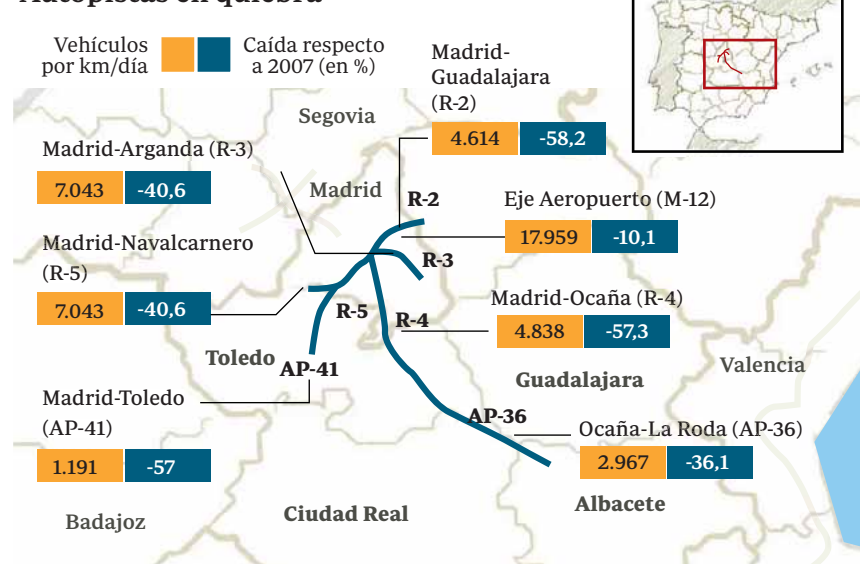 Vehículos
por km/día
Caída respecto
a 2007 (en %)
Madrid-
Guadalajara
(R-2)
4.614 -58,2
Segovia
Madrid-Arganda (R-3)
7.043 -40,6
Madrid
R-2
Eje Aeropuerto (M-12)
17.959 -10,1
Madrid-Navalcarnero
(R-5)
7.043 -40,6
R-3
R-5
R-4
Madrid-Ocaña (R-4)
4.838 -57,3
Toledo
AP-41
Guadalajara
Valencia
Madrid-Toledo
(AP-41)
1.191 -57
AP-36
Ocaña-La Roda (AP-36)
2.967 -36,1
Albacete
Ciudad Real
Badajoz